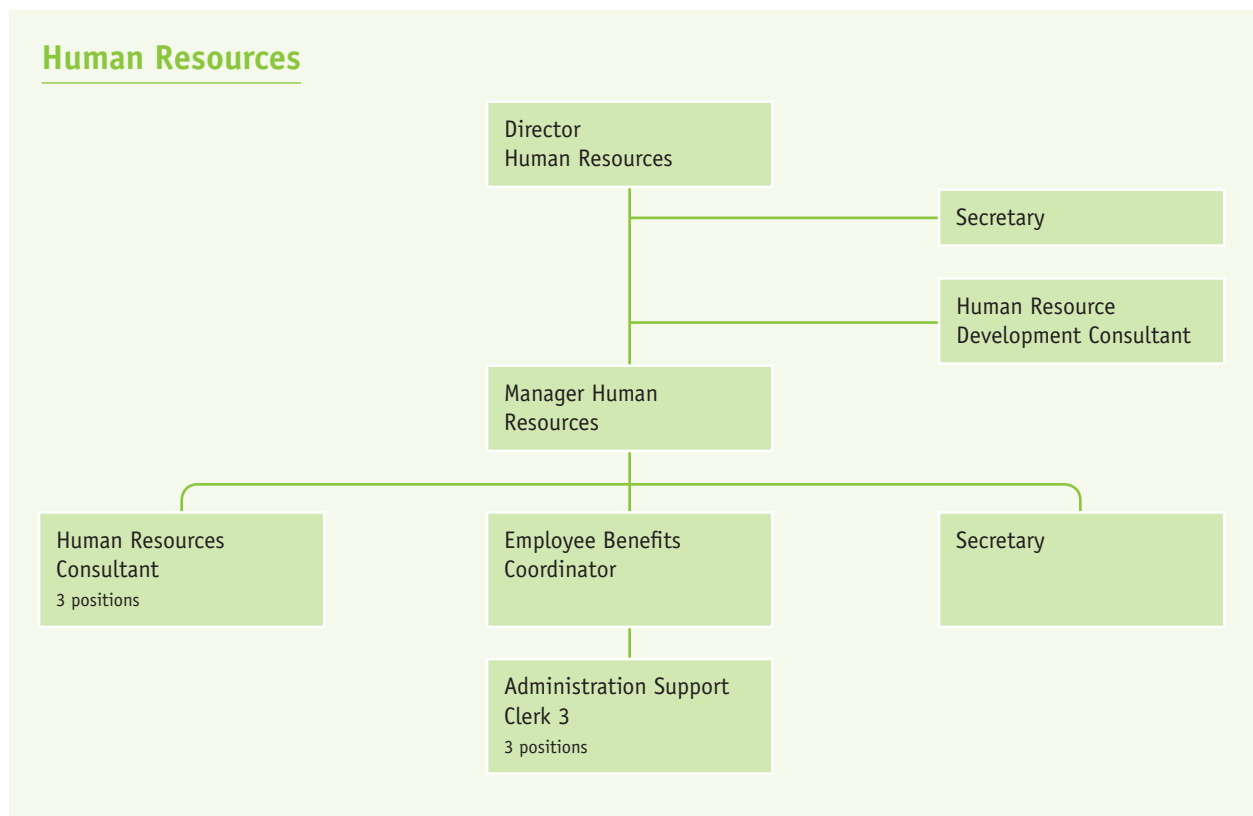 Human Resources
Director
Human Resources
Secretary
Human Resource
Development Consultant
Manager Human
Resources
Human Resources
Consultant
3 positions
Employee Benefits
Coordinator
Secretary
Administration Support
Clerk 3
3 positions